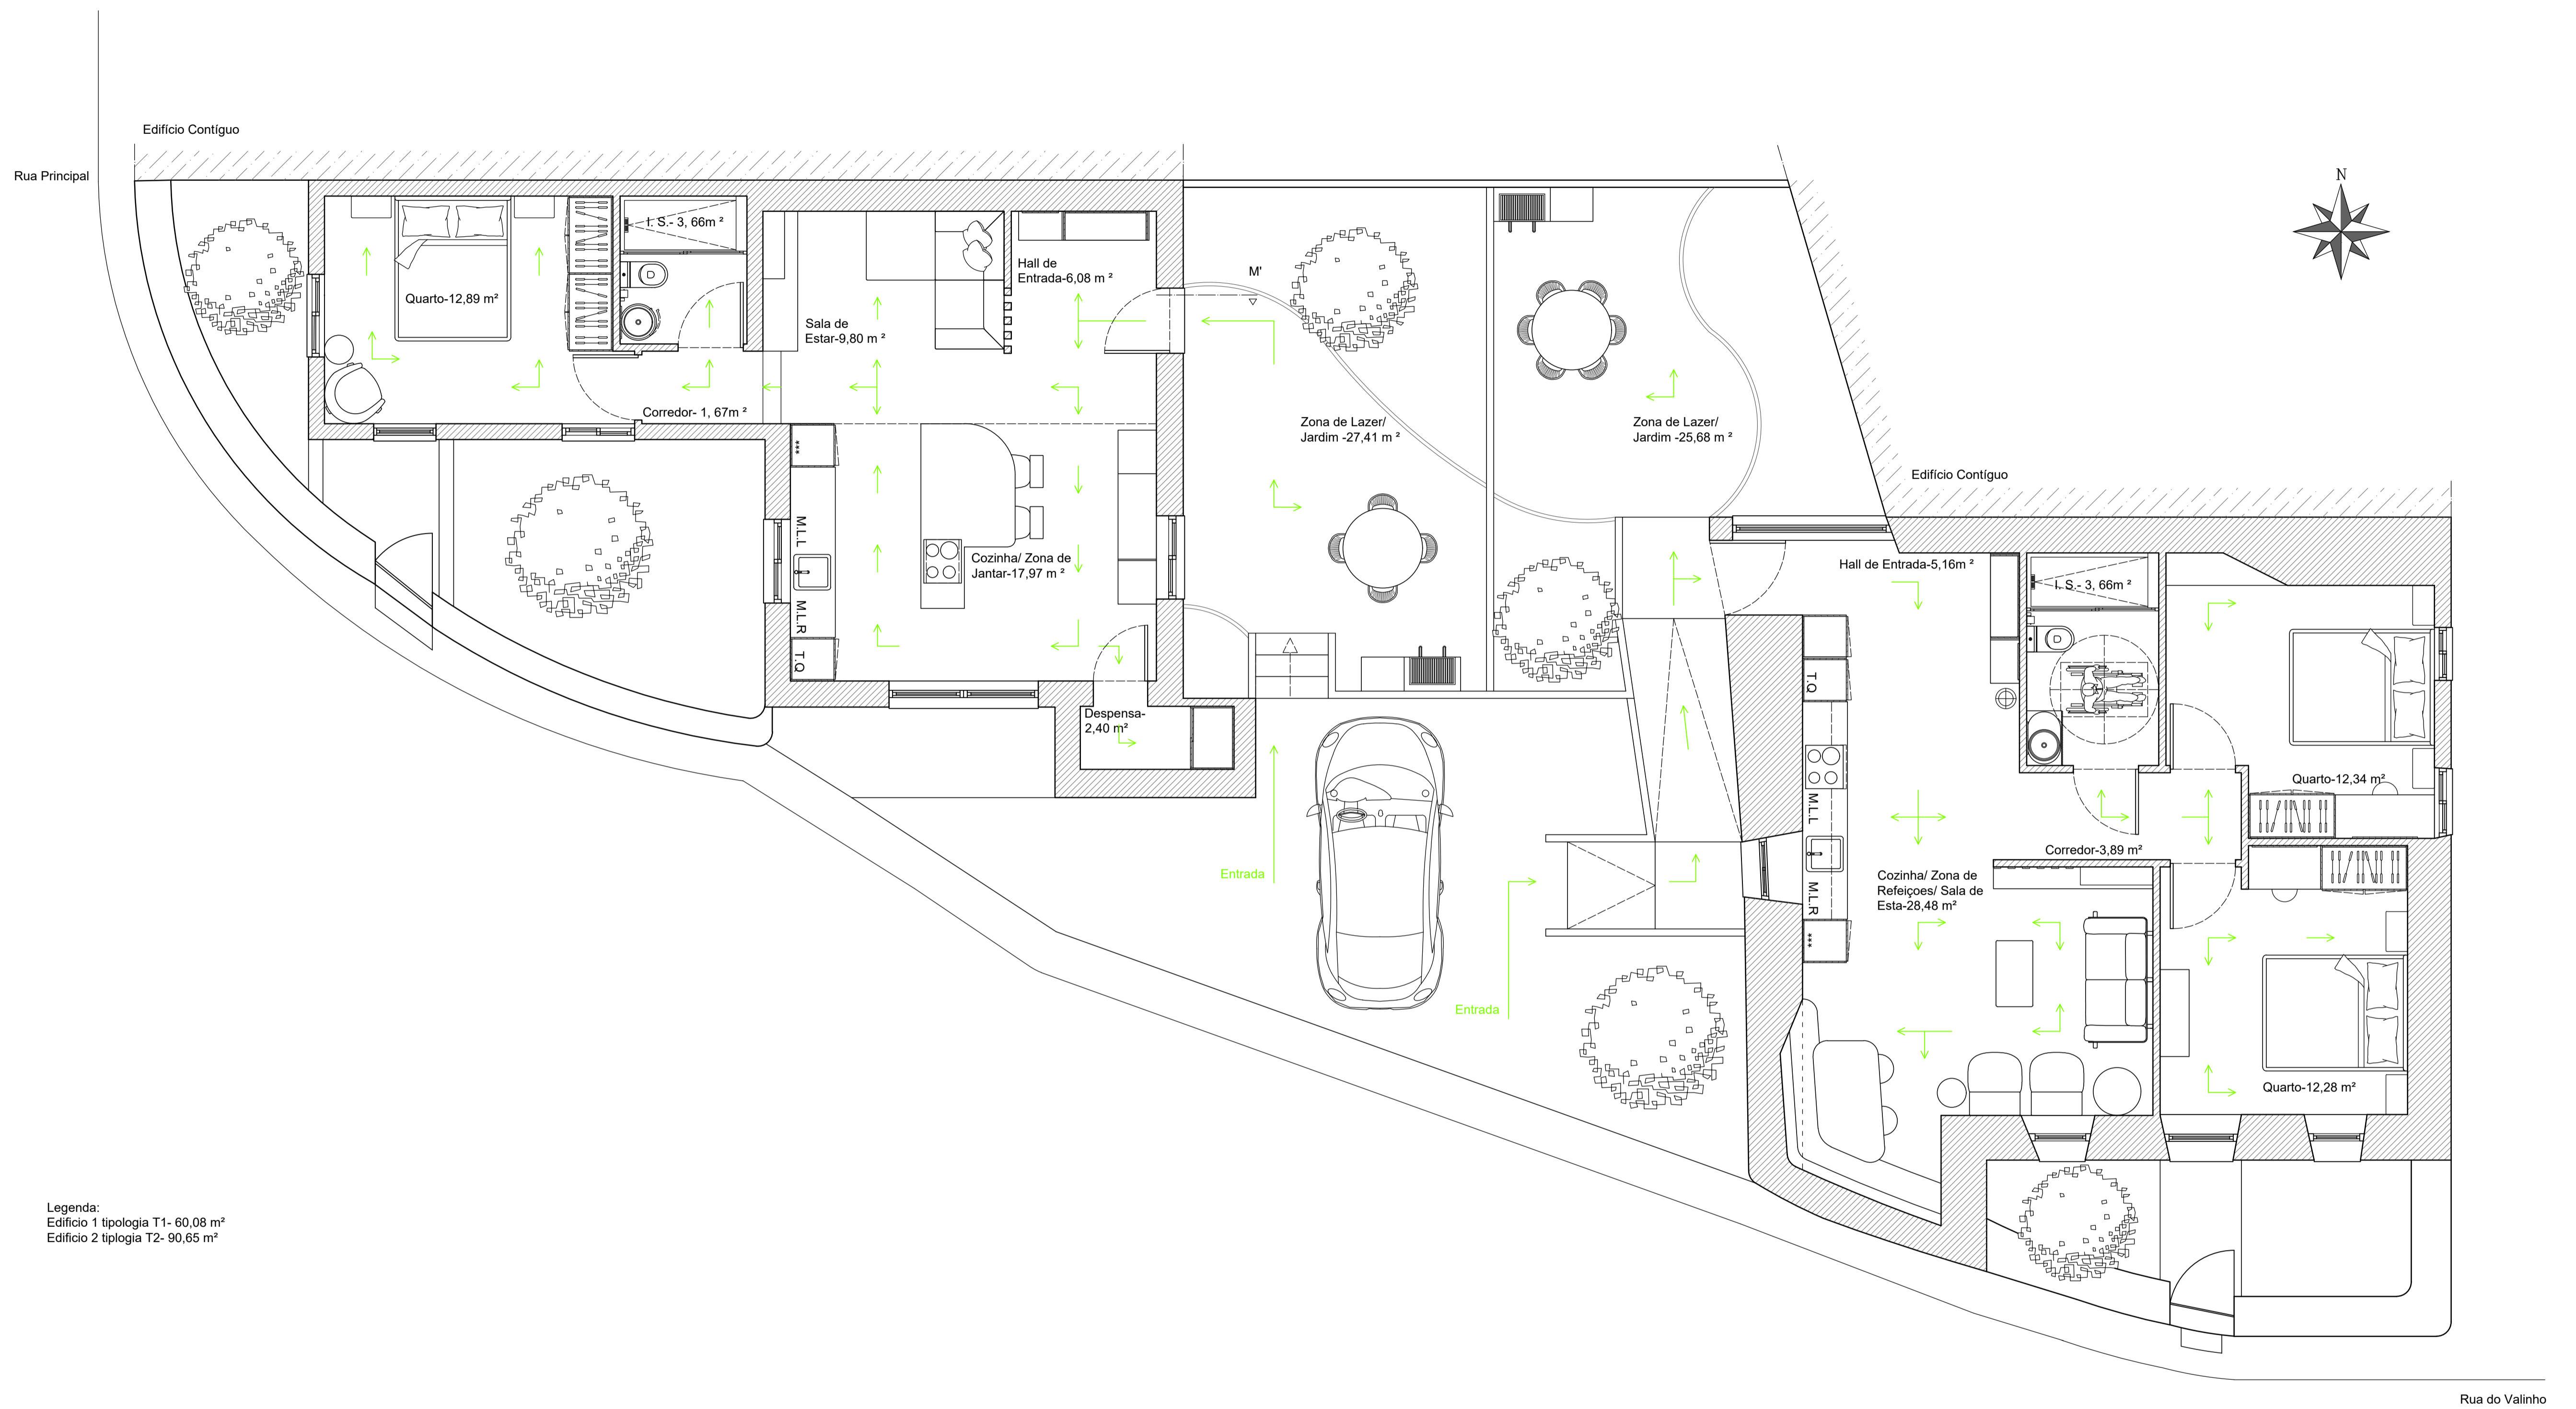 N
Edifício Contíguo
Rua Principal
I. S.- 3, 66m ²
Quarto-12,89 m²
Hall de
Entrada-6,08 m ²
M'
Sala de
Estar-9,80 m ²
Corredor- 1, 67m ²
Zona de Lazer/
Jardim -27,41 m ²
Zona de Lazer/
Jardim -25,68 m ²
Edifício Contíguo
***
M.L.L
Cozinha/ Zona de
Jantar-17,97 m ²
M.L.R
T.Q
Despensa-
2,40 m²
Hall de Entrada-5,16m ²
I. S.- 3, 66m ²
T.Q
Quarto-12,34 m²
M.L.L
Corredor-3,89 m²
Entrada
Cozinha/ Zona de
Refeiçoes/ Sala de
Esta-28,48 m²
M.L.R
***
Entrada
Quarto-12,28 m²
Legenda:
Edificio 1 tipologia T1- 60,08 m²
Edificio 2 tiplogia T2- 90,65 m²
Rua do Valinho